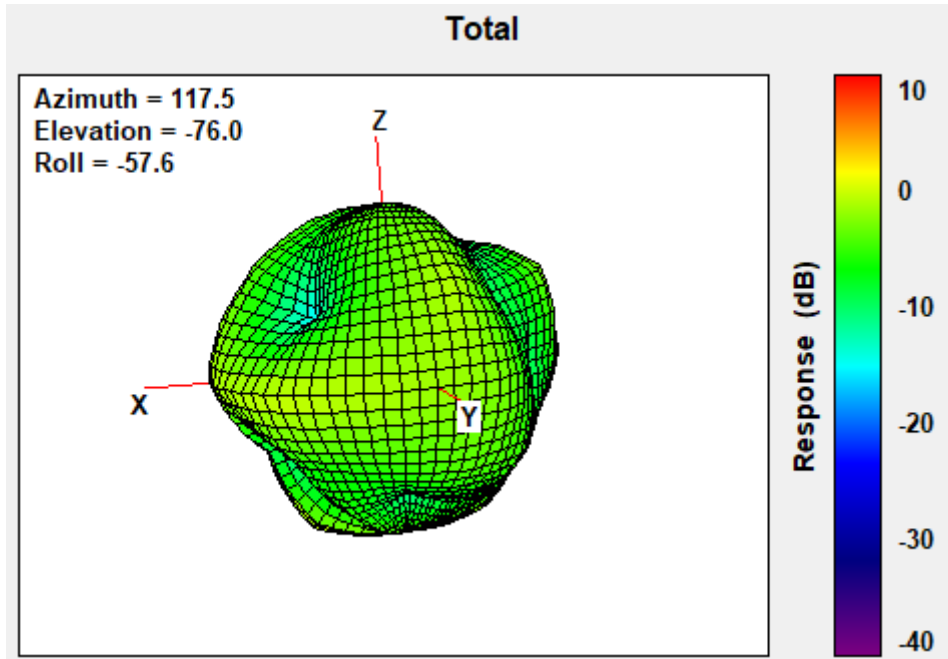 Total
Azimuth = 117.5
Elevation = -76.0
Roll = -57.6
Z
X
Y
10
0
-10
-20
-30
-40
Response (dB)